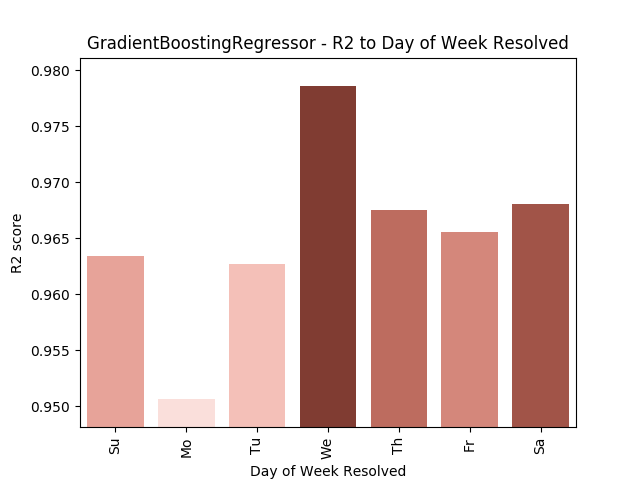 GradientBoostingRegressor - R2 to Day of Week Resolved
0.980
0.975
0.970
0.965
0.960
0.955
0.950
R2 score
Su
Mo
Tu
We
Th
Fr
Sa
Day of Week Resolved